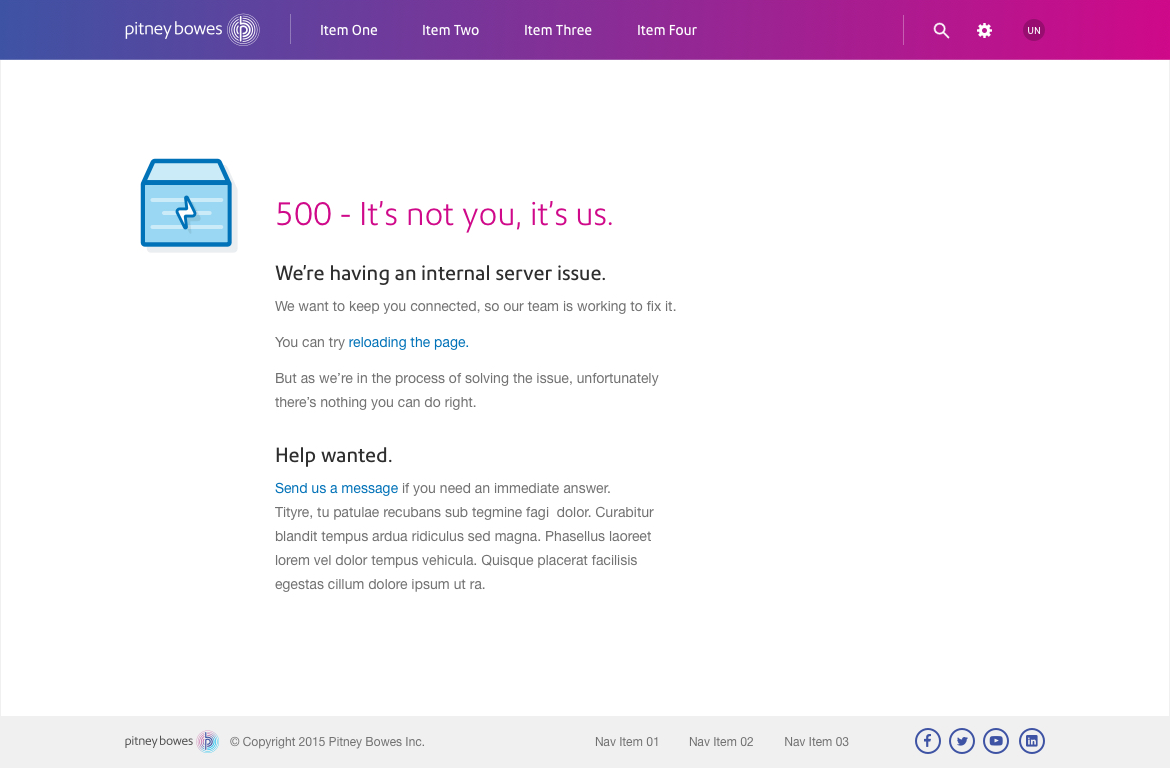 pitney bowes
Item One
Item Two
Item Three
Item Four
UN
500 - It's not you, it's us.
We're having an internal server issue.
We want to keep you connected, so our team is working to fix it.
You can try reloading the page.
But as we're in the process of solving the issue, unfortunately
there's nothing you can do right.
Help wanted.
Send us a message if you need an immediate answer.
Tityre, tu patulae recubans sub tegmine fagi  dolor. Curabitur
blandit tempus ardua ridiculus sed magna. Phasellus laoreet
lorem vel dolor tempus vehicula. Quisque placerat facilisis
egestas cillum dolore ipsum ut ra.
pitney bowes
© Copyright 2015 Pitney Bowes Inc.
Nav Item 01
Nav Item 02
Nav Item 03